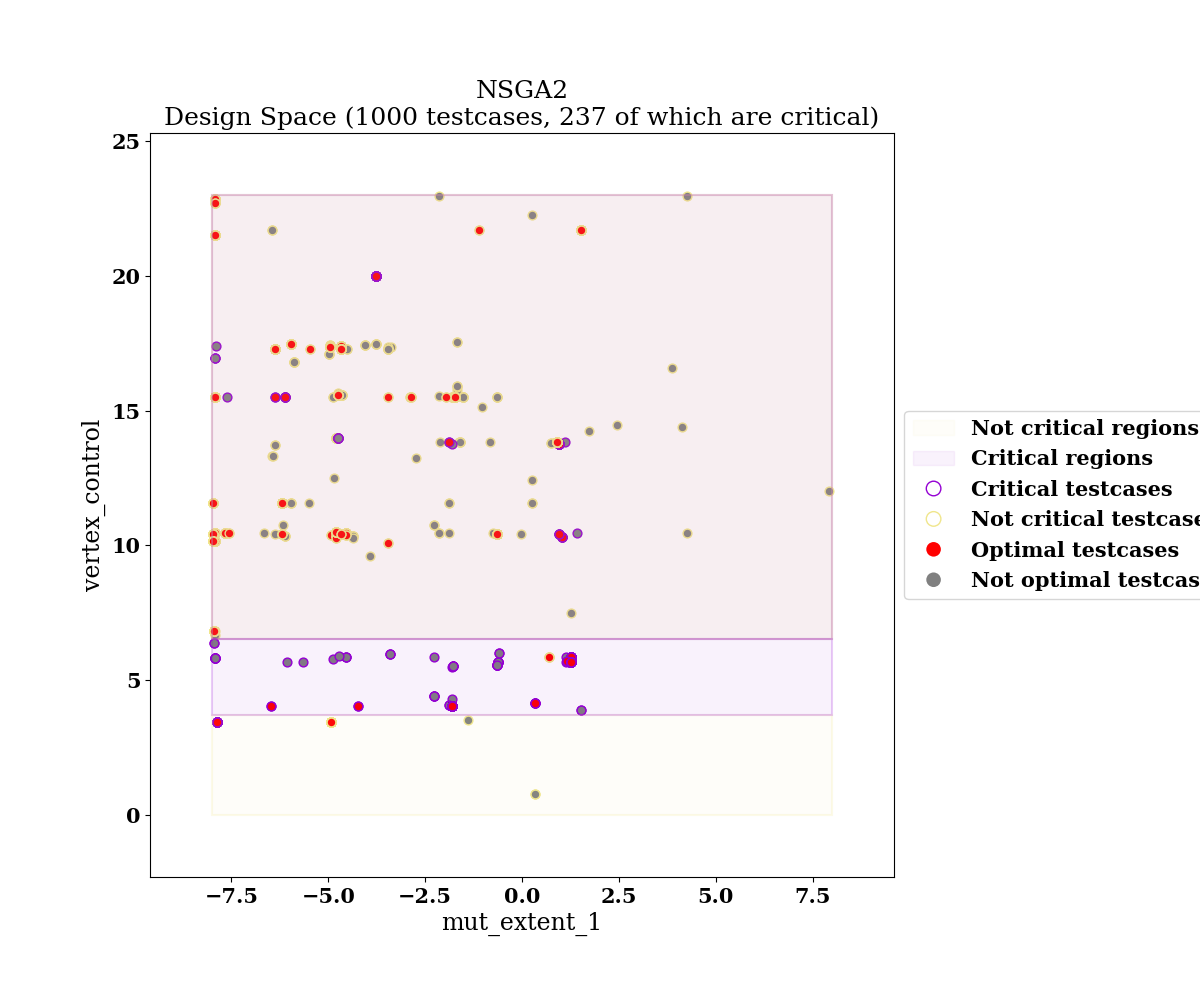 NSGA2
Design Space (1000 testcases, 237 of which are critical)
25
20
15
10
5
0
vertex_control
−7.5 −5.0 −2.5 0.0 2.5 5.0 7.5
mut_extent_1
Not critical regions
Critical regions
Critical testcases
Not critical testcase
Optimal testcases
Not optimal testcas